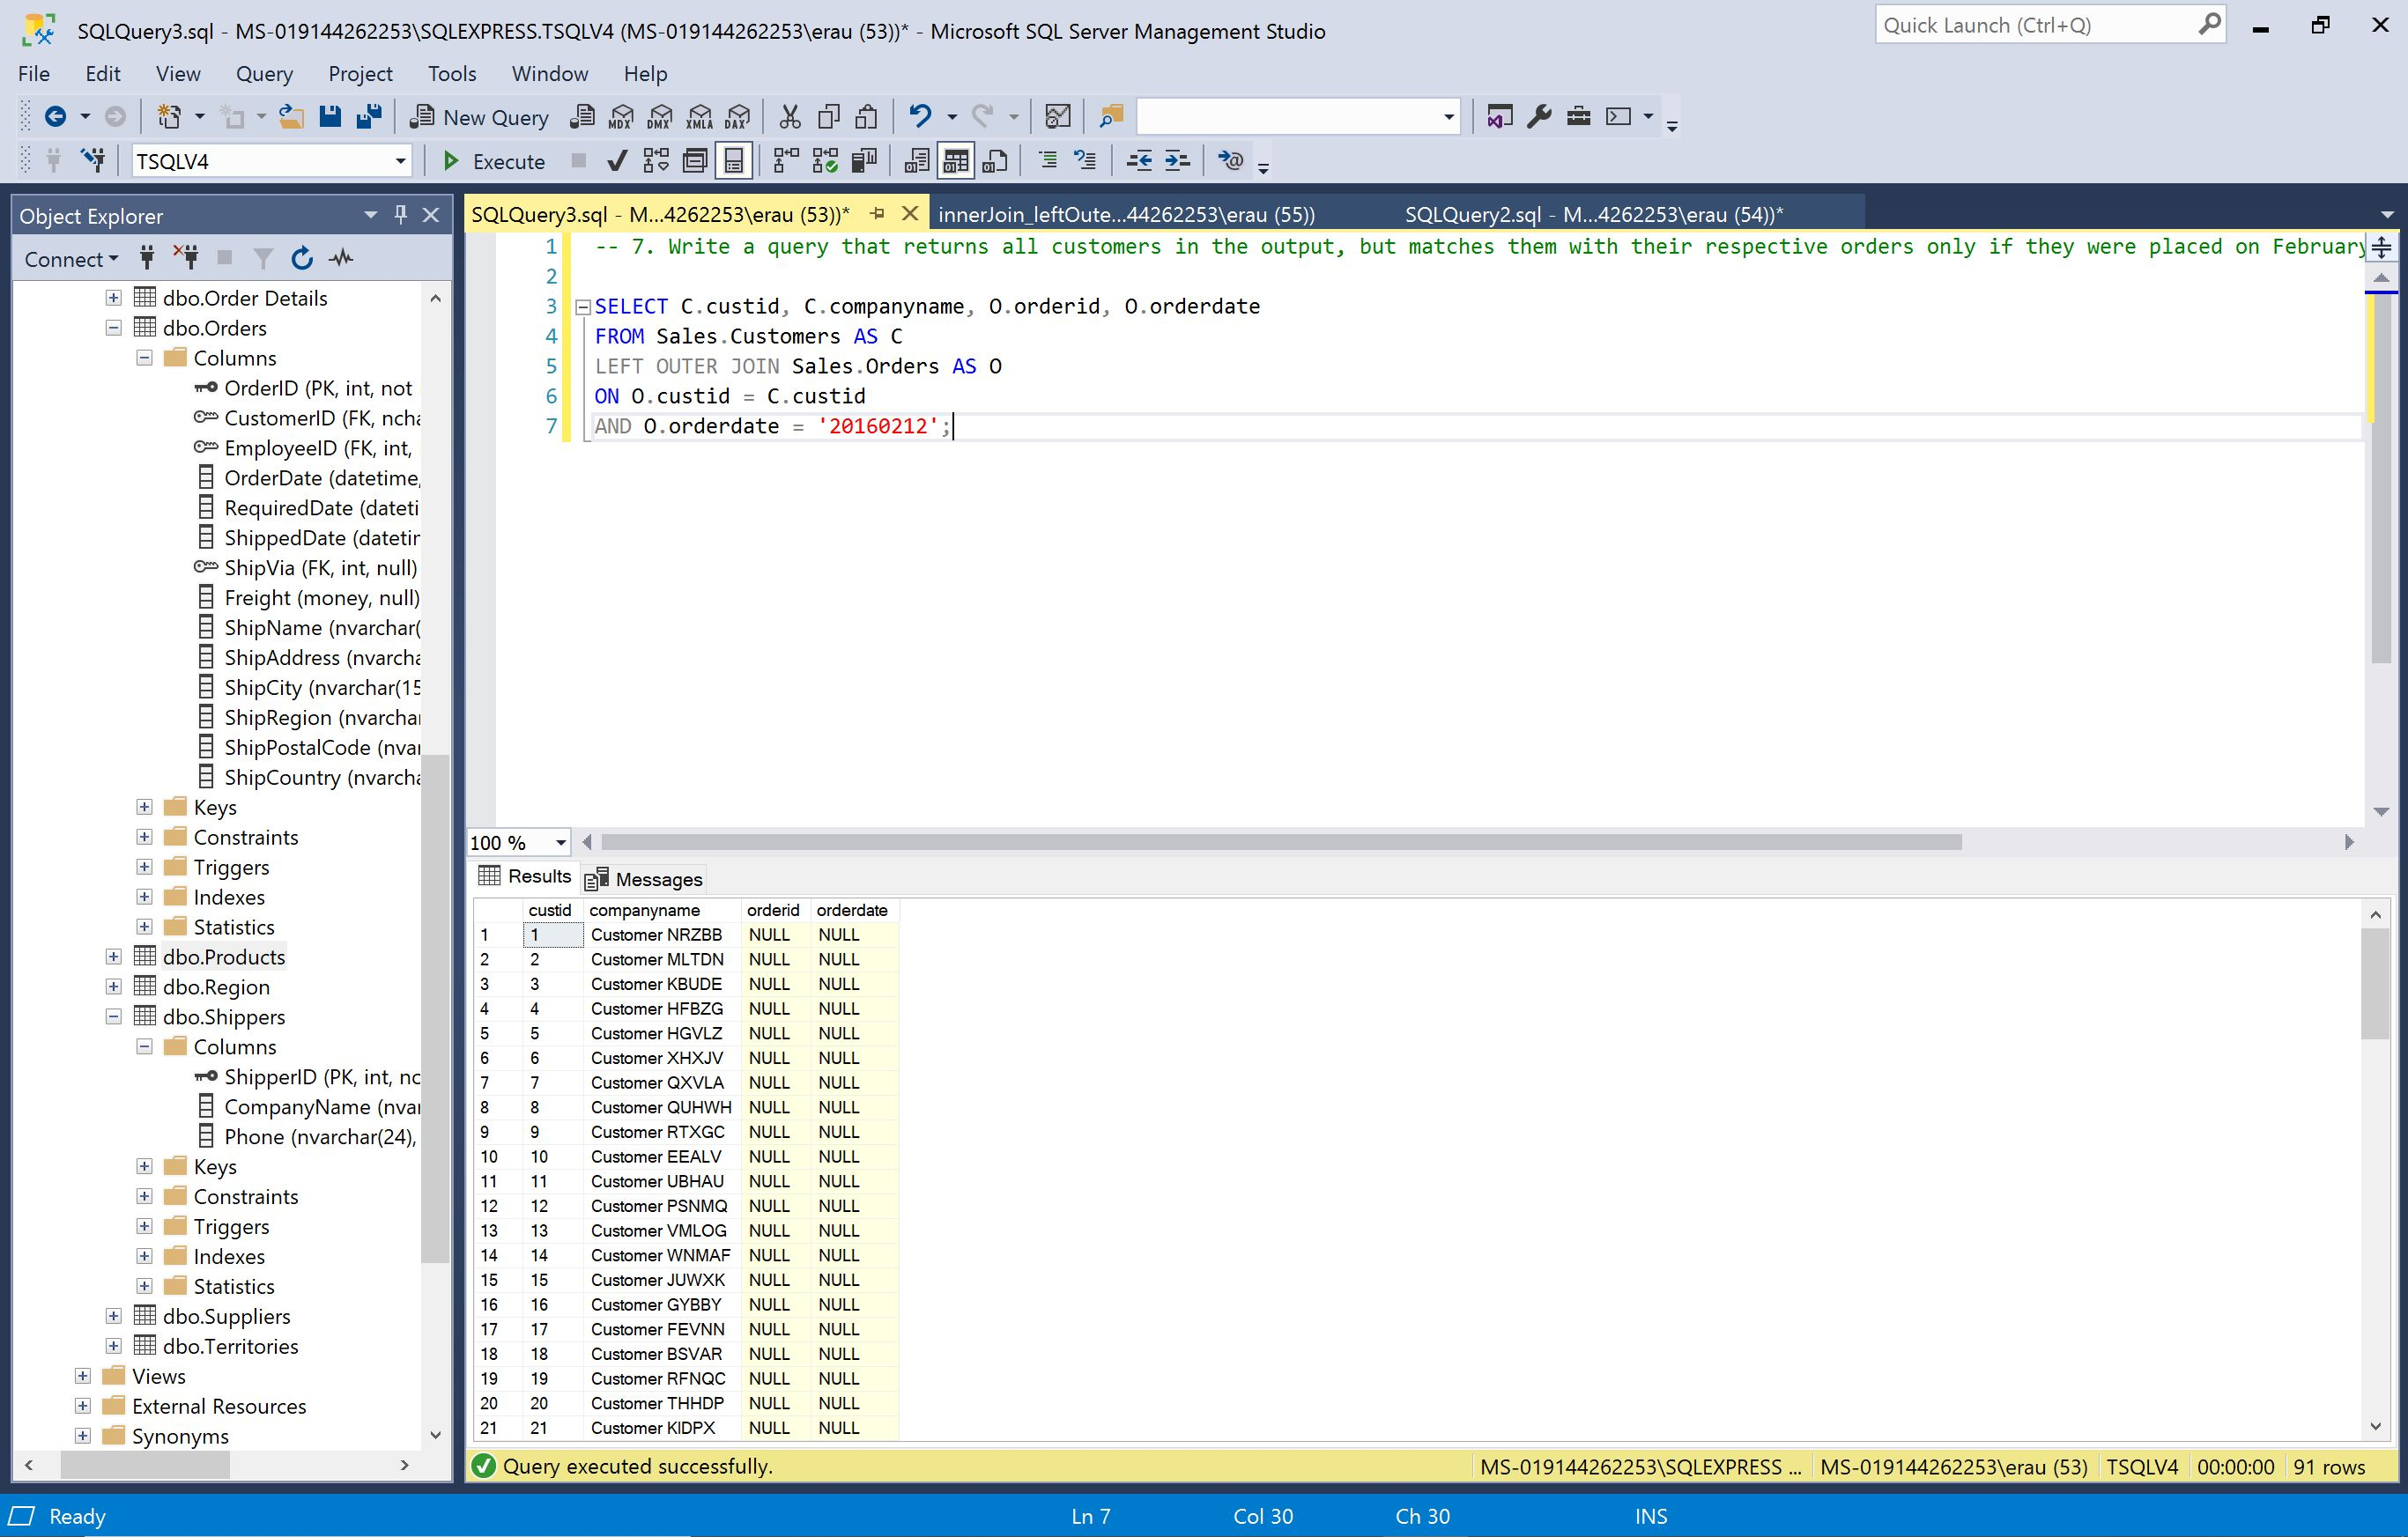 SQLQuery3.sql - MS-019144262253\SQLEXPRESS.TSQLV4 (MS-019144262253\erau (53))* - Microsoft SQL Server Management Studio
Quick Launch (Ctrl+Q)
File Edit View Query Project Tools Window Help
New Query MDX DMX XMLA DAX
TSQLV4 Execute
Object Explorer
SQLQuery3.sql - M...4262253\erau (53))* innerJoin_leftOute...44262253\erau (55)) SQLQuery2.sql - M...4262253\erau (54))*
Connect
dbo.Order Details
dbo.Orders
Columns
OrderID (PK, int, not
CustomerID (FK, ncha
EmployeeID (FK, int,
OrderDate (datetime,
RequiredDate (dateti
ShippedDate (datetin
ShipVia (FK, int, null)
Freight (money, null)
ShipName (nvarchar(
ShipAddress (nvarcha
ShipCity (nvarchar(15
ShipRegion (nvarchar
ShipPostalCode (nvar
ShipCountry (nvarcha
Keys
Constraints
Triggers
Indexes
Statistics
dbo.Products
dbo.Region
dbo.Shippers
Columns
ShipperID (PK, int, nc
CompanyName (nvar
Phone (nvarchar(24),
Keys
Constraints
Triggers
Indexes
Statistics
dbo.Suppliers
dbo.Territories
Views
External Resources
Synonyms
1 -- 7. Write a query that returns all customers in the output, but matches them with their respective orders only if they were placed on February
2
3 SELECT C.custid, C.companyname, O.orderid, O.orderdate
4 FROM Sales.Customers AS C
5 LEFT OUTER JOIN Sales.Orders AS O
6 ON O.custid = C.custid
7 AND O.orderdate = '20160212';
100 %
Results Messages
custid companyname orderid orderdate
1 1 Customer NRZBB NULL NULL
2 2 Customer MLTDN NULL NULL
3 3 Customer KBUDE NULL NULL
4 4 Customer HFBZG NULL NULL
5 5 Customer HGVLZ NULL NULL
6 6 Customer XHXJV NULL NULL
7 7 Customer QXVLA NULL NULL
8 8 Customer QUHWH NULL NULL
9 9 Customer RTXGC NULL NULL
10 10 Customer EEALV NULL NULL
11 11 Customer UBHAU NULL NULL
12 12 Customer PSNMQ NULL NULL
13 13 Customer VMLOG NULL NULL
14 14 Customer WNMAF NULL NULL
15 15 Customer JUWXK NULL NULL
16 16 Customer GYBBY NULL NULL
17 17 Customer FEVNN NULL NULL
18 18 Customer BSVAR NULL NULL
19 19 Customer RFNQC NULL NULL
20 20 Customer THHDP NULL NULL
21 21 Customer KIDPX NULL NULL
Query executed successfully. MS-019144262253\SQLEXPRESS ... MS-019144262253\erau (53) TSQLV4 00:00:00 91 rows
Ready Ln 7 Col 30 Ch 30 INS